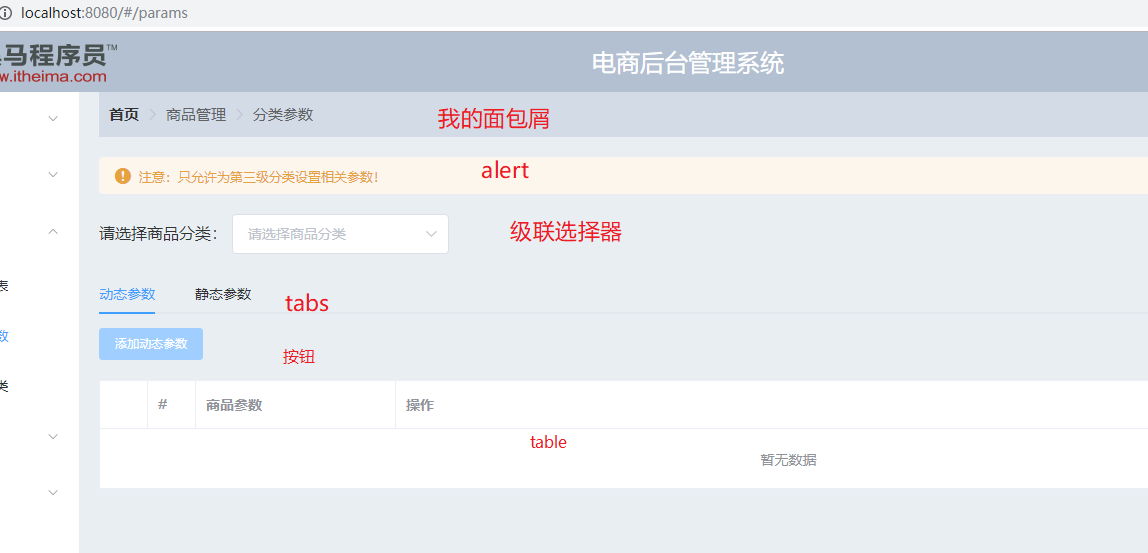 localhost:8080/#/params
马程序员™
电商后台管理系统
w.itheima.com
首页 商品管理 分类参数 我的面包屑
注意：只允许为第三级分类设置相关参数! alert
请选择商品分类： 请选择商品分类 级联选择器
表
动态参数 静态参数 tabs
数
添加动态参数 按钮
类
# 商品参数 操作
table
暂无数据